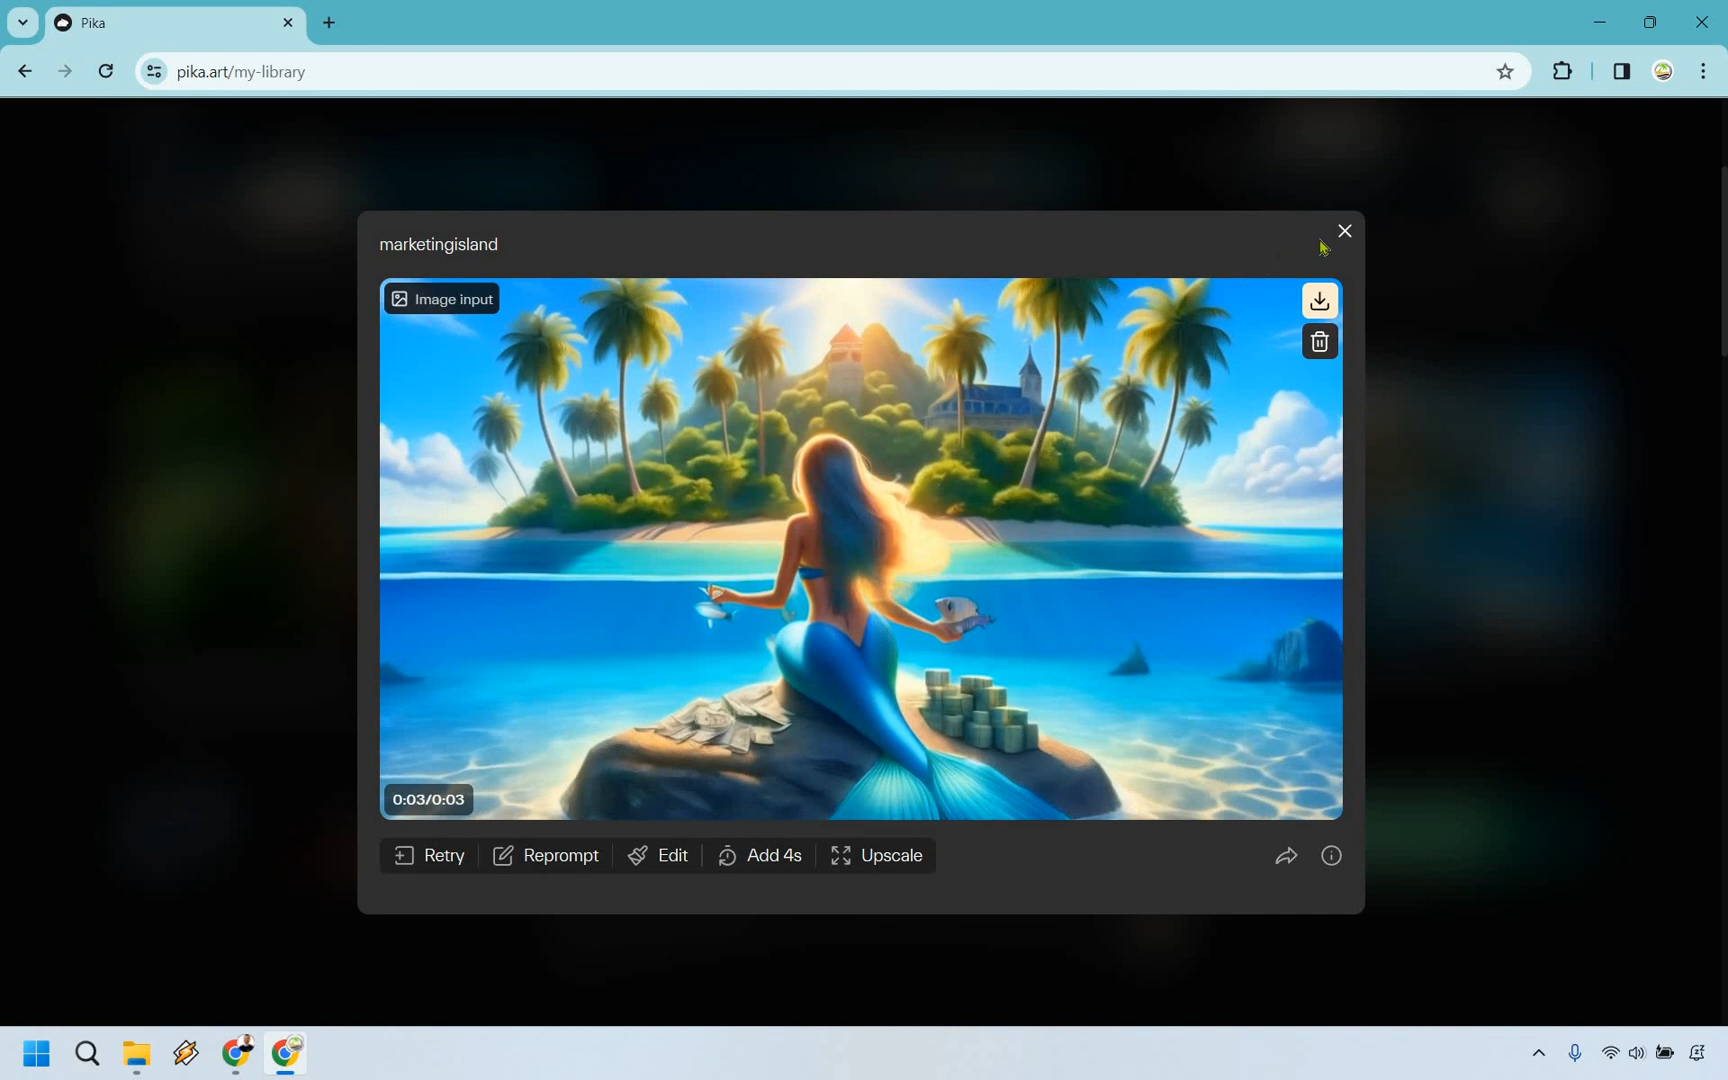 Pika
pika.art/my-library
marketingisland
Image input
0:03/0:03
Retry
Reprompt
Edit
Add 4s
Upscale